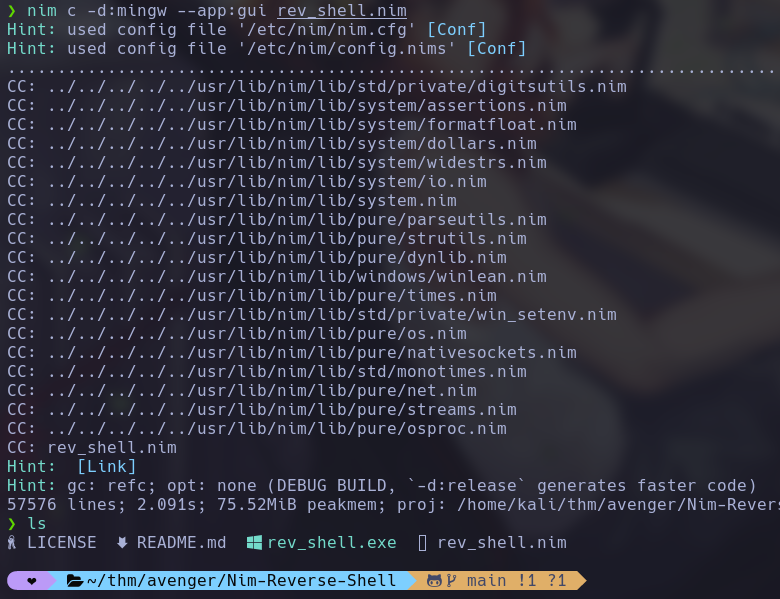 ❯ nim c -d:mingw --app:gui rev_shell.nim
Hint: used config file '/etc/nim/nim.cfg' [Conf]
Hint: used config file '/etc/nim/config.nims' [Conf]
.............................................................................
CC: ../../../../../usr/lib/nim/lib/std/private/digitsutils.nim
CC: ../../../../../usr/lib/nim/lib/system/assertions.nim
CC: ../../../../../usr/lib/nim/lib/system/formatfloat.nim
CC: ../../../../../usr/lib/nim/lib/system/dollars.nim
CC: ../../../../../usr/lib/nim/lib/system/widestrs.nim
CC: ../../../../../usr/lib/nim/lib/system/io.nim
CC: ../../../../../usr/lib/nim/lib/system.nim
CC: ../../../../../usr/lib/nim/lib/pure/parseutils.nim
CC: ../../../../../usr/lib/nim/lib/pure/strutils.nim
CC: ../../../../../usr/lib/nim/lib/pure/dynlib.nim
CC: ../../../../../usr/lib/nim/lib/windows/winlean.nim
CC: ../../../../../usr/lib/nim/lib/pure/times.nim
CC: ../../../../../usr/lib/nim/lib/std/private/win_setenv.nim
CC: ../../../../../usr/lib/nim/lib/pure/os.nim
CC: ../../../../../usr/lib/nim/lib/pure/nativesockets.nim
CC: ../../../../../usr/lib/nim/lib/std/monotimes.nim
CC: ../../../../../usr/lib/nim/lib/pure/net.nim
CC: ../../../../../usr/lib/nim/lib/pure/streams.nim
CC: ../../../../../usr/lib/nim/lib/pure/osproc.nim
CC: rev_shell.nim
Hint:  [Link]
Hint: gc: refc; opt: none (DEBUG BUILD, `-d:release` generates faster code)
57576 lines; 2.091s; 75.52MiB peakmem; proj: /home/kali/thm/avenger/Nim-Revers
❯ ls
LICENSE README.md rev_shell.exe rev_shell.nim
❤ ~/thm/avenger/Nim-Reverse-Shell main !1 ?1